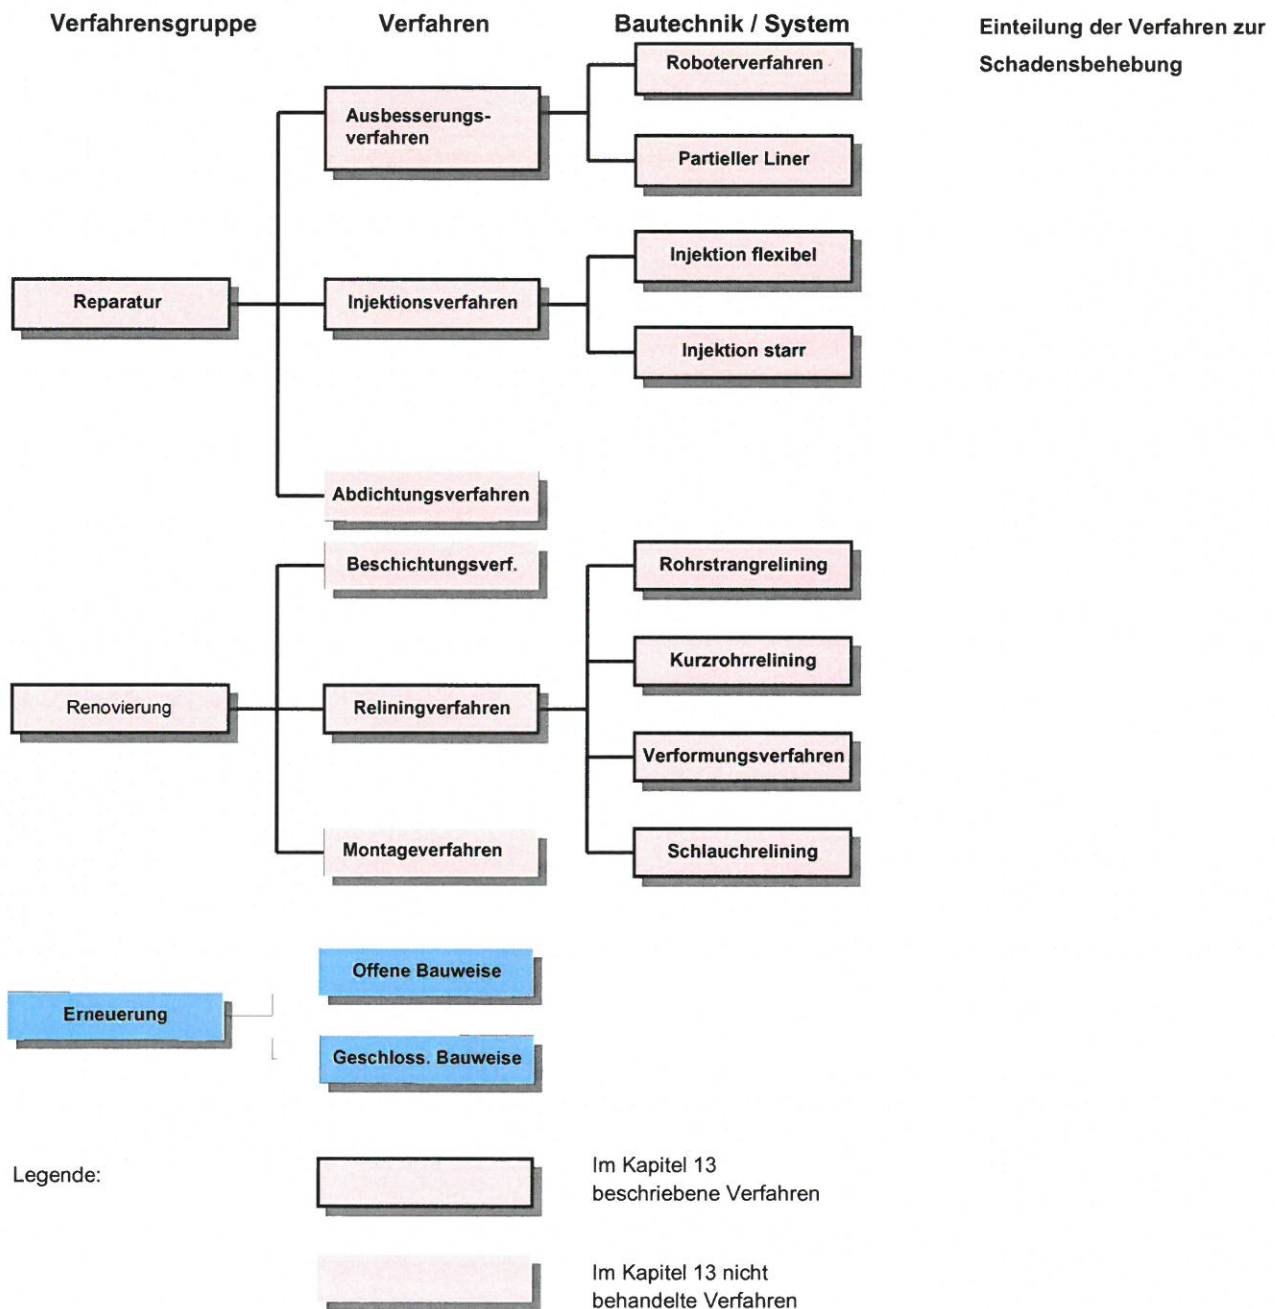 Verfahrensgruppe
Verfahren
Bautechnik / System
Einteilung der Verfahren zur
Schadensbehebung
Roboterverfahren
Ausbesserungs-
verfahren
Partieller Liner
Injektion flexibel
Reparatur
Injektionsverfahren
Injektion starr
Abdichtungsverfahren
Beschichtungsverf.
Rohrstrangrelining
Kurzrohrrelining
Renovierung
Reliningverfahren
Verformungsverfahren
Montageverfahren
Schlauchrelining
Offene Bauweise
Erneuerung
Geschloss. Bauweise
Legende:
Im Kapitel 13
beschriebene Verfahren
Im Kapitel 13 nicht
behandelte Verfahren